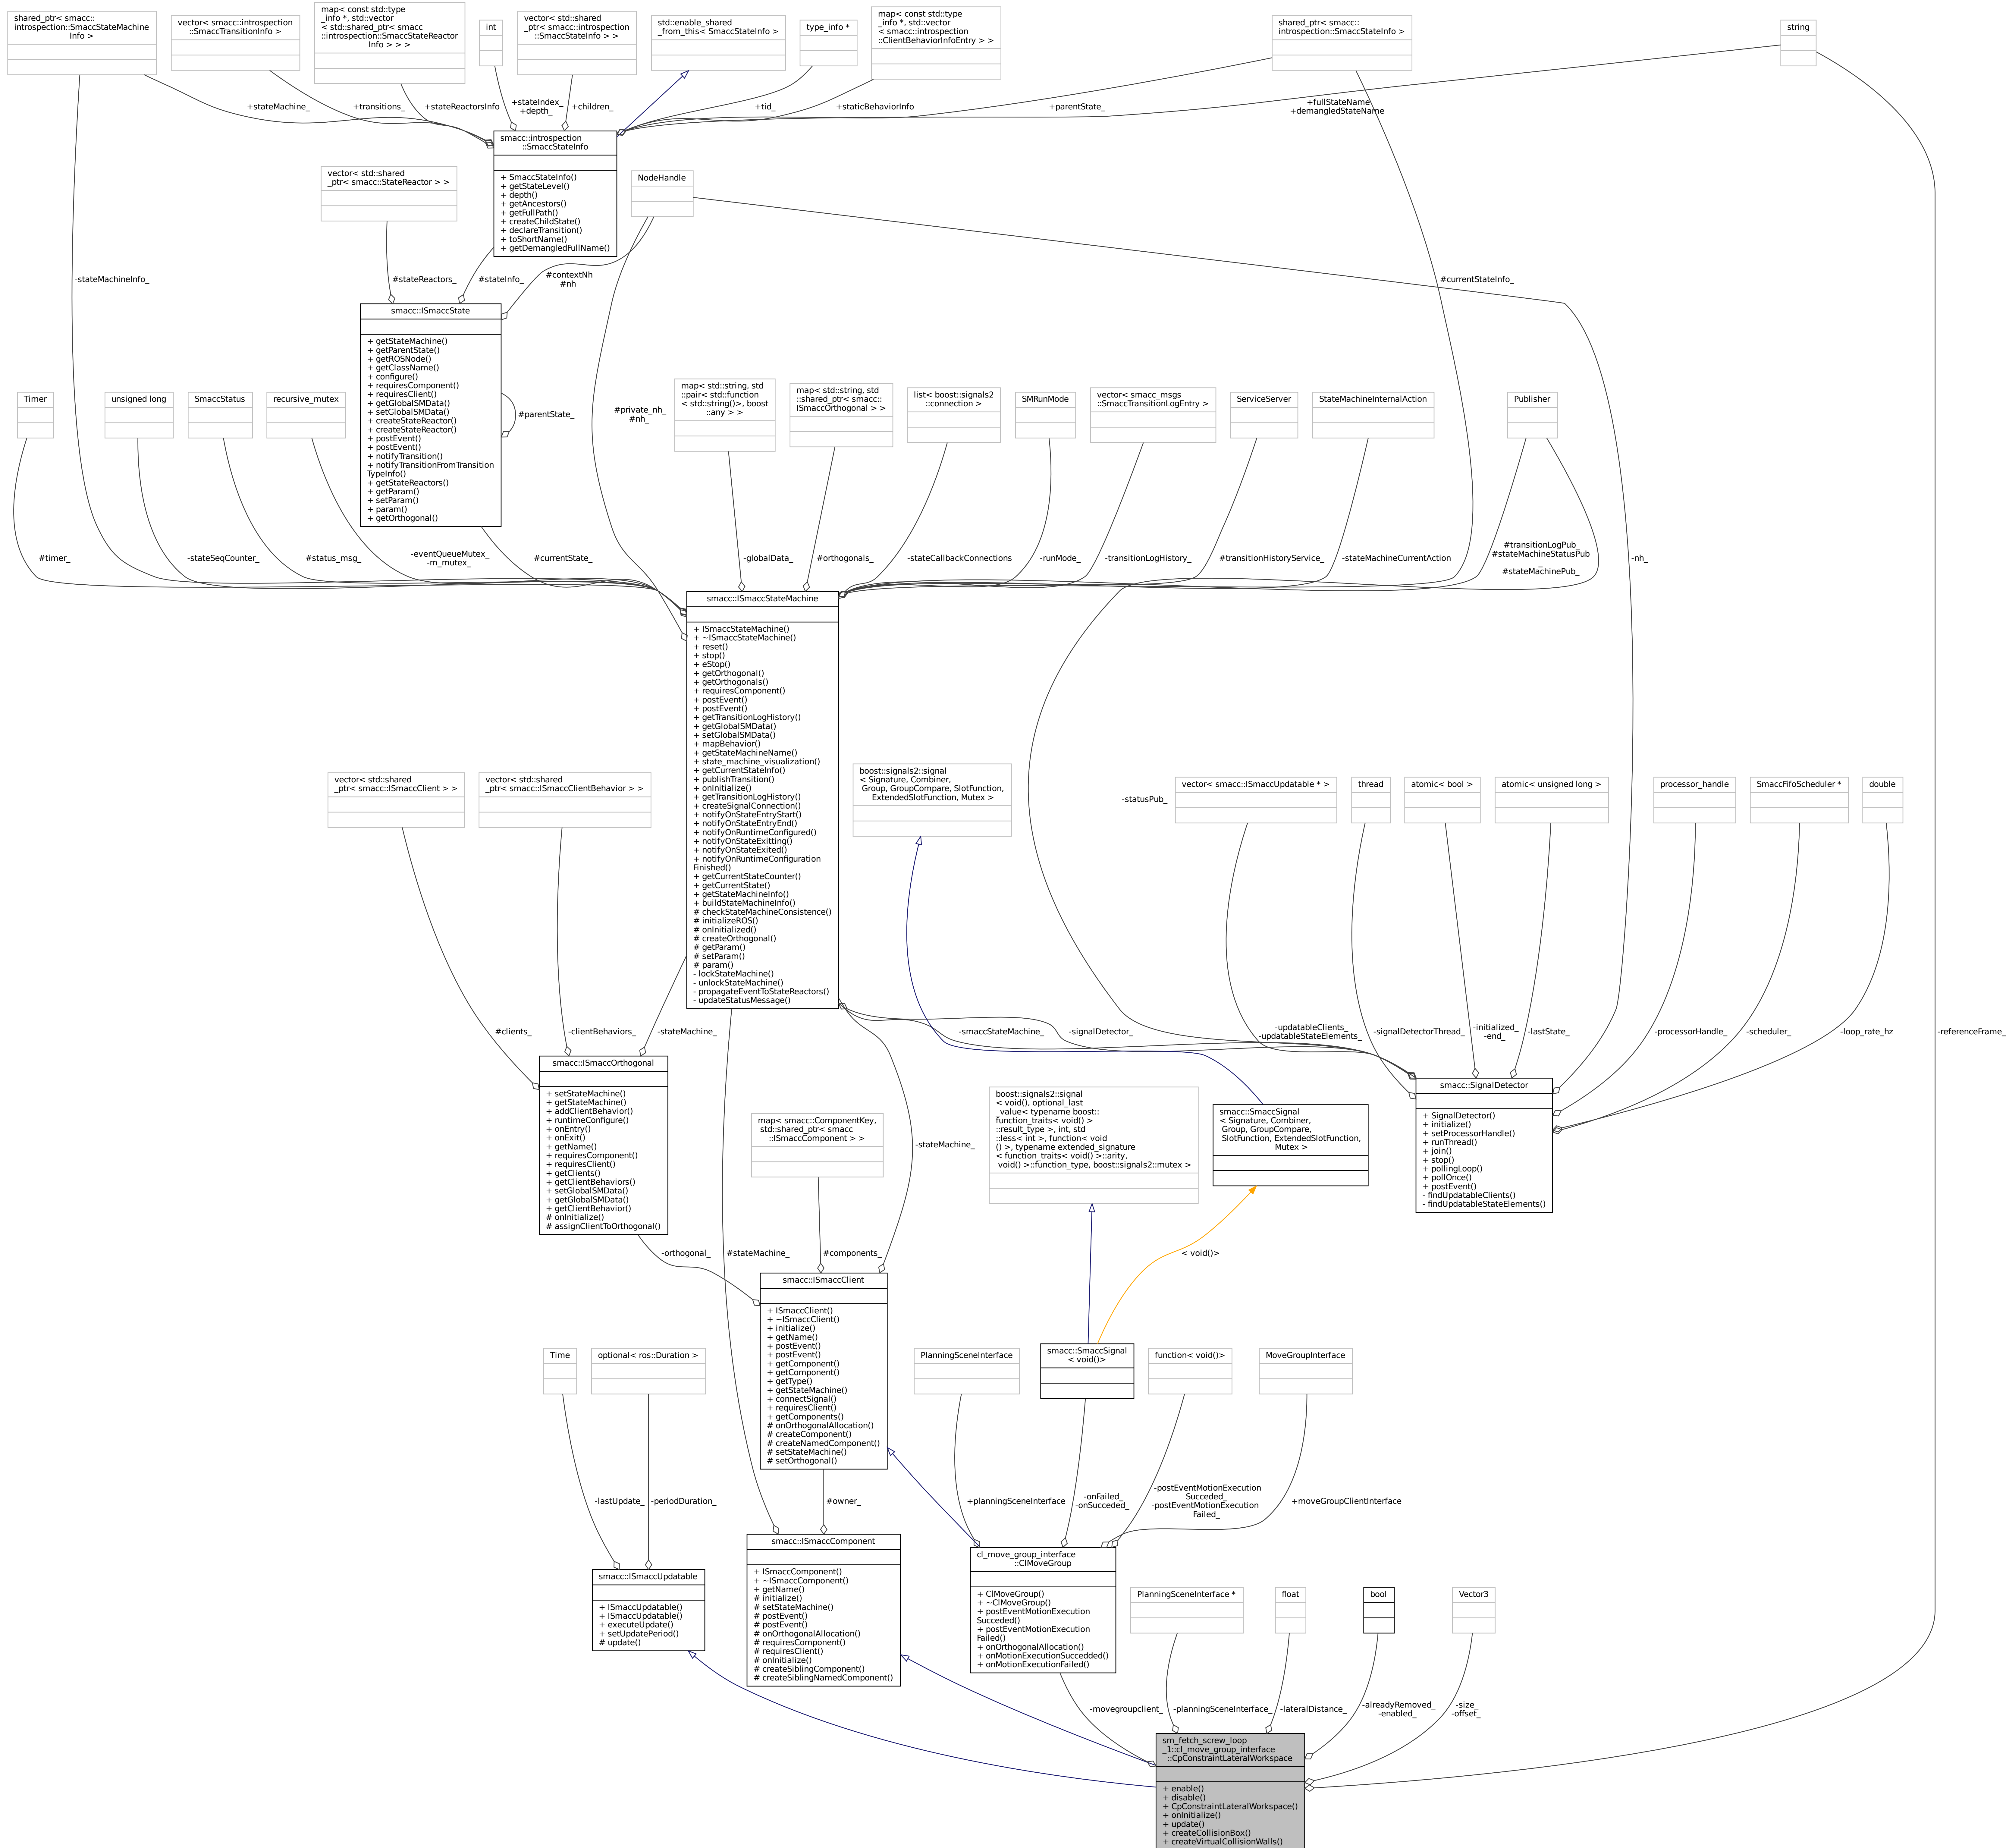 shared_ptr< smacc::
introspection::SmaccStateMachine
Info >
vector< smacc::introspection
::SmaccTransitionInfo >
map< const std::type
_info *, std::vector
< std::shared_ptr< smacc
::introspection::SmaccStateReactor
Info > > >
int
vector< std::shared
_ptr< smacc::introspection
::SmaccStateInfo > >
std::enable_shared
_from_this< SmaccStateInfo >
type_info *
map< const std::type
_info *, std::vector
< smacc::introspection
::ClientBehaviorInfoEntry > >
shared_ptr< smacc::
introspection::SmaccStateInfo >
string
+stateMachine_
+transitions_
+stateReactorsInfo
+stateIndex_
+depth_
+children_
+tid_
+staticBehaviorInfo
+parentState_
+fullStateName
+demangledStateName
smacc::introspection
::SmaccStateInfo
+ SmaccStateInfo()
+ getStateLevel()
+ depth()
+ getAncestors()
+ getFullPath()
+ createChildState()
+ declareTransition()
+ toShortName()
+ getDemangledFullName()
vector< std::shared
_ptr< smacc::StateReactor > >
NodeHandle
-stateMachineInfo_
#stateReactors_
#stateInfo_
#contextNh
#nh
#currentStateInfo_
smacc::ISmaccState
+ getStateMachine()
+ getParentState()
+ getROSNode()
+ getClassName()
+ configure()
+ requiresComponent()
+ requiresClient()
+ getGlobalSMData()
+ setGlobalSMData()
+ createStateReactor()
+ createStateReactor()
+ postEvent()
+ postEvent()
+ notifyTransition()
+ notifyTransitionFromTransition
TypeInfo()
+ getStateReactors()
+ getParam()
+ setParam()
+ param()
+ getOrthogonal()
#parentState_
#private_nh_
#nh_
Timer
unsigned long
SmaccStatus
recursive_mutex
map< std::string, std
::pair< std::function
< std::string()>, boost
::any > >
map< std::string, std
::shared_ptr< smacc::
ISmaccOrthogonal > >
list< boost::signals2
::connection >
SMRunMode
vector< smacc_msgs
::SmaccTransitionLogEntry >
ServiceServer
StateMachineInternalAction
Publisher
#timer_
-stateSeqCounter_
#status_msg_
-eventQueueMutex_
-m_mutex_
#currentState_
-globalData_
#orthogonals_
-stateCallbackConnections
-runMode_
-transitionLogHistory_
#transitionHistoryService_
-stateMachineCurrentAction
#transitionLogPub_
#stateMachineStatusPub
_
#stateMachinePub_
-nh_
smacc::ISmaccStateMachine
+ ISmaccStateMachine()
+ ~ISmaccStateMachine()
+ reset()
+ stop()
+ eStop()
+ getOrthogonal()
+ getOrthogonals()
+ requiresComponent()
+ postEvent()
+ postEvent()
+ getTransitionLogHistory()
+ getGlobalSMData()
+ setGlobalSMData()
+ mapBehavior()
+ getStateMachineName()
+ state_machine_visualization()
+ getCurrentStateInfo()
+ publishTransition()
+ onInitialize()
+ getTransitionLogHistory()
+ createSignalConnection()
+ notifyOnStateEntryStart()
+ notifyOnStateEntryEnd()
+ notifyOnRuntimeConfigured()
+ notifyOnStateExitting()
+ notifyOnStateExited()
+ notifyOnRuntimeConfiguration
Finished()
+ getCurrentStateCounter()
+ getCurrentState()
+ getStateMachineInfo()
+ buildStateMachineInfo()
# checkStateMachineConsistence()
# initializeROS()
# onInitialized()
# createOrthogonal()
# getParam()
# setParam()
# param()
- lockStateMachine()
- unlockStateMachine()
- propagateEventToStateReactors()
- updateStatusMessage()
vector< std::shared
_ptr< smacc::ISmaccClient > >
vector< std::shared
_ptr< smacc::ISmaccClientBehavior > >
boost::signals2::signal
< Signature, Combiner,
Group, GroupCompare, SlotFunction,
ExtendedSlotFunction, Mutex >
-statusPub_
vector< smacc::ISmaccUpdatable * >
thread
atomic< bool >
atomic< unsigned long >
processor_handle
SmaccFifoScheduler *
double
#clients_
-clientBehaviors_
-stateMachine_
-smaccStateMachine_
-signalDetector_
-updatableClients_
-updatableStateElements_
-signalDetectorThread_
-initialized_
-end_
-lastState_
-processorHandle_
-scheduler_
-loop_rate_hz
-referenceFrame_
smacc::ISmaccOrthogonal
+ setStateMachine()
+ getStateMachine()
+ addClientBehavior()
+ runtimeConfigure()
+ onEntry()
+ onExit()
+ getName()
+ requiresComponent()
+ requiresClient()
+ getClients()
+ getClientBehaviors()
+ setGlobalSMData()
+ getGlobalSMData()
+ getClientBehavior()
# onInitialize()
# assignClientToOrthogonal()
map< smacc::ComponentKey,
std::shared_ptr< smacc
::ISmaccComponent > >
-stateMachine_
boost::signals2::signal
< void(), optional_last
_value< typename boost::
function_traits< void() >
::result_type >, int, std
::less< int >, function< void
() >, typename extended_signature
< function_traits< void() >::arity,
void() >::function_type, boost::signals2::mutex >
smacc::SmaccSignal
< Signature, Combiner,
Group, GroupCompare,
SlotFunction, ExtendedSlotFunction,
Mutex >
smacc::SignalDetector
+ SignalDetector()
+ initialize()
+ setProcessorHandle()
+ runThread()
+ join()
+ stop()
+ pollingLoop()
+ pollOnce()
+ postEvent()
- findUpdatableClients()
- findUpdatableStateElements()
-orthogonal_
#stateMachine_
#components_
< void()>
smacc::ISmaccClient
+ ISmaccClient()
+ ~ISmaccClient()
+ initialize()
+ getName()
+ postEvent()
+ postEvent()
+ getComponent()
+ getComponent()
+ getType()
+ getStateMachine()
+ connectSignal()
+ requiresClient()
+ getComponents()
# onOrthogonalAllocation()
# createComponent()
# createNamedComponent()
# setStateMachine()
# setOrthogonal()
Time
optional< ros::Duration >
PlanningSceneInterface
smacc::SmaccSignal
< void()>
function< void()>
MoveGroupInterface
-lastUpdate_
-periodDuration_
#owner_
+planningSceneInterface
-onFailed_
-onSucceded_
-postEventMotionExecution
Succeded_
-postEventMotionExecution
Failed_
+moveGroupClientInterface
smacc::ISmaccUpdatable
+ ISmaccUpdatable()
+ ISmaccUpdatable()
+ executeUpdate()
+ setUpdatePeriod()
# update()
smacc::ISmaccComponent
+ ISmaccComponent()
+ ~ISmaccComponent()
+ getName()
# initialize()
# setStateMachine()
# postEvent()
# postEvent()
# onOrthogonalAllocation()
# requiresComponent()
# requiresClient()
# onInitialize()
# createSiblingComponent()
# createSiblingNamedComponent()
cl_move_group_interface
::ClMoveGroup
+ ClMoveGroup()
+ ~ClMoveGroup()
+ postEventMotionExecution
Succeded()
+ postEventMotionExecution
Failed()
+ onOrthogonalAllocation()
+ onMotionExecutionSuccedded()
+ onMotionExecutionFailed()
PlanningSceneInterface *
float
bool
Vector3
-movegroupclient_
-planningSceneInterface_
-lateralDistance_
-alreadyRemoved_
-enabled_
-size_
-offset_
sm_fetch_screw_loop
_1::cl_move_group_interface
::CpConstraintLateralWorkspace
+ enable()
+ disable()
+ CpConstraintLateralWorkspace()
+ onInitialize()
+ update()
+ createCollisionBox()
+ createVirtualCollisionWalls()